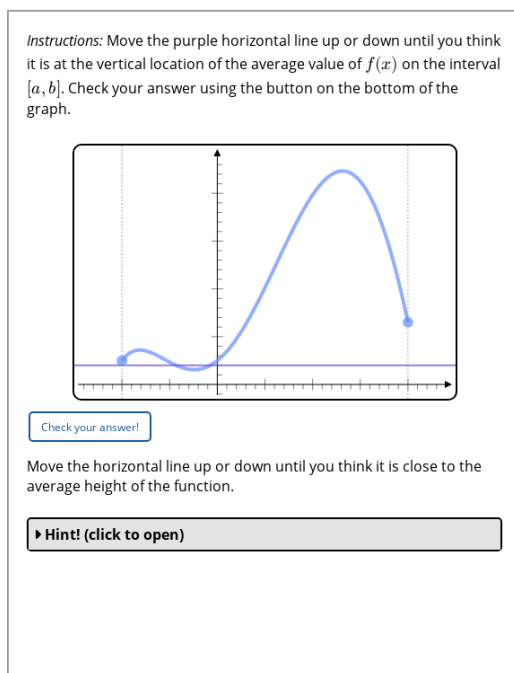 Instructions: Move the purple horizontal line up or down until you think
it is at the vertical location of the average value of f(x) on the interval
[a, b]. Check your answer using the button on the bottom of the
graph.
Check your answer!
Move the horizontal line up or down until you think it is close to the
average height of the function.
Hint! (click to open)